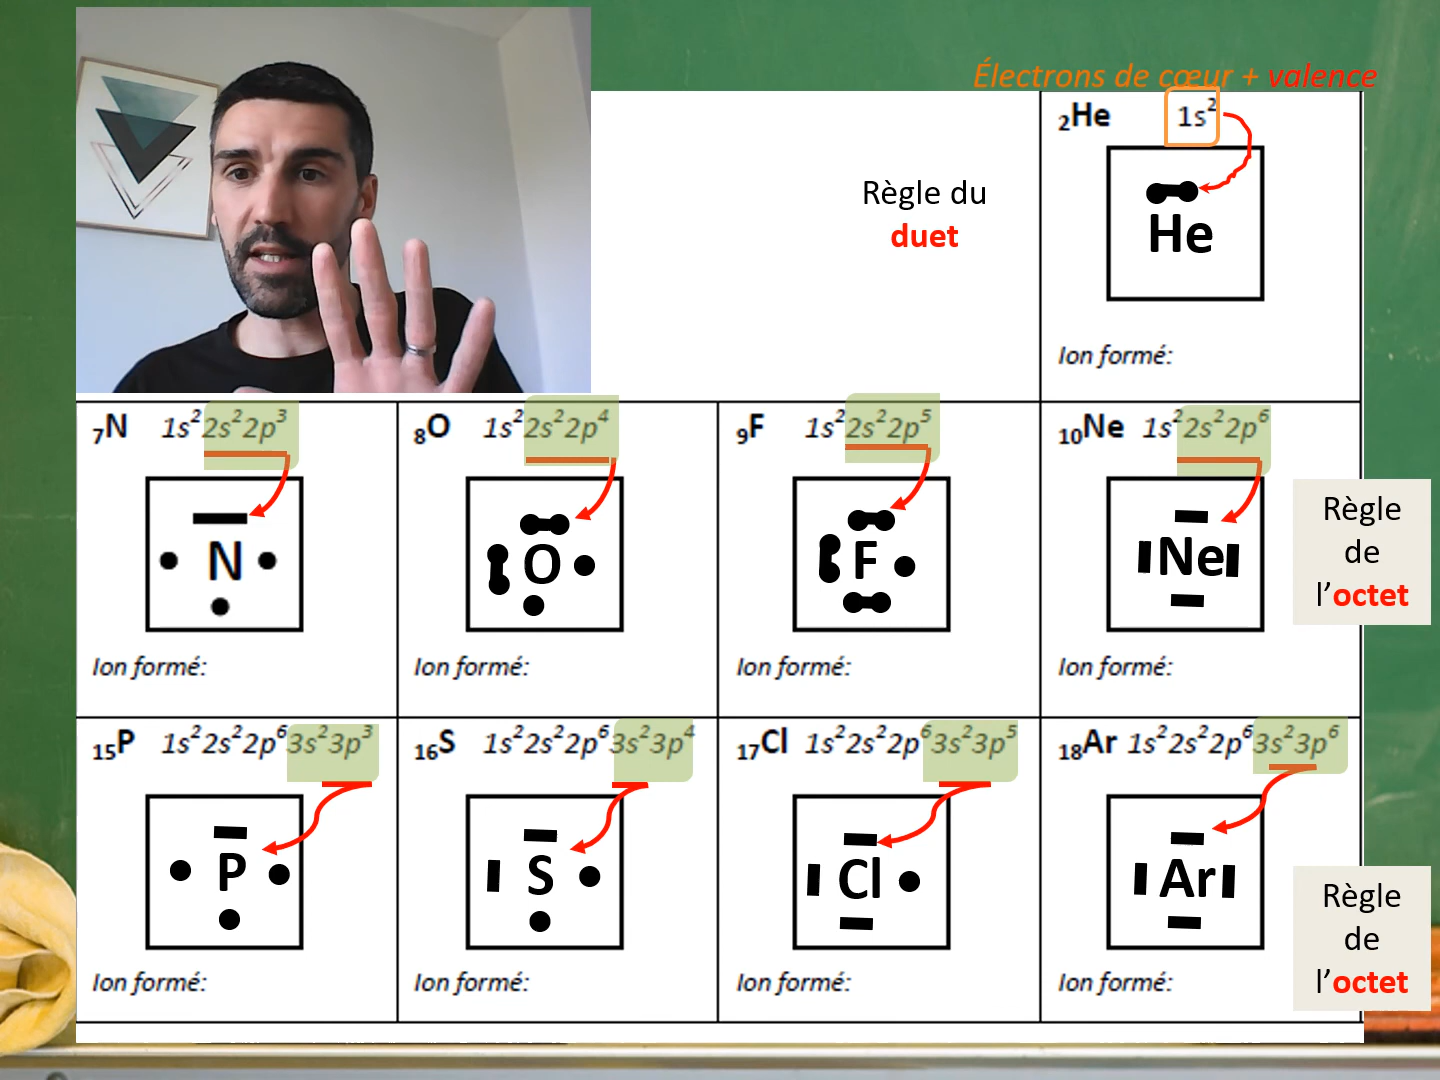 Électrons de cœur + valence
₂He 1s²
Règle du
duet
He
Ion formé:
₇N 1s²2s²2p³
₈O 1s²2s²2p⁴
₉F 1s²2s²2p⁵
₁₀Ne 1s²2s²2p⁶
N
O
F
Ne
Règle
de
l’octet
Ion formé:
Ion formé:
Ion formé:
Ion formé:
₁₅P 1s²2s²2p⁶3s²3p³
₁₆S 1s²2s²2p⁶3s²3p⁴
₁₇Cl 1s²2s²2p⁶3s²3p⁵
₁₈Ar 1s²2s²2p⁶3s²3p⁶
P
S
Cl
Ar
Règle
de
l’octet
Ion formé:
Ion formé:
Ion formé:
Ion formé: